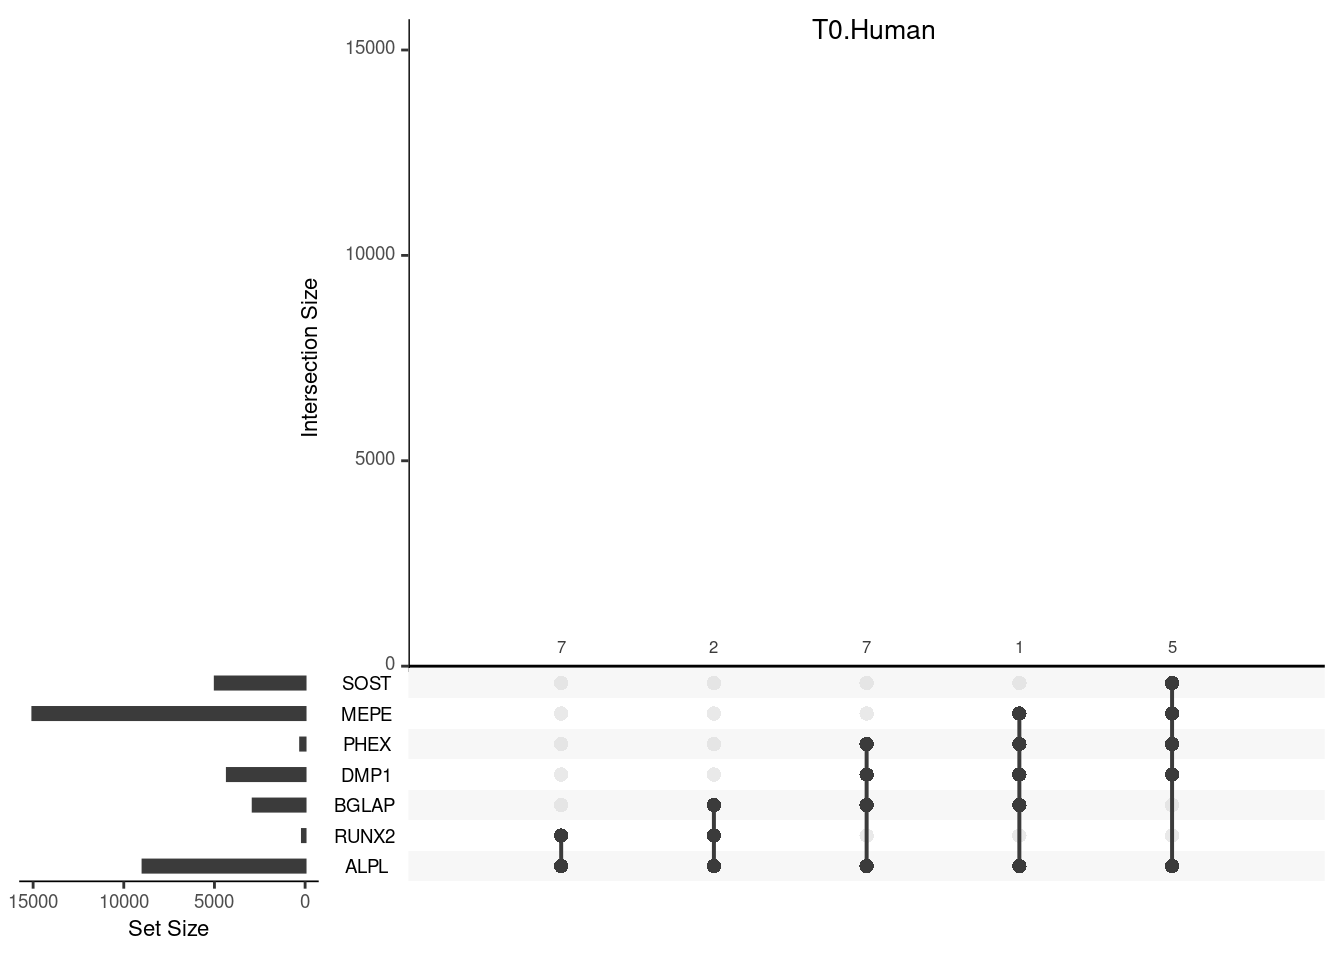 T0.Human
15000
10000
5000
0
Intersection Size
7 2 7 1 5
SOST
MEPE
PHEX
DMP1
BGLAP
RUNX2
ALPL
15000 10000 5000 0
Set Size